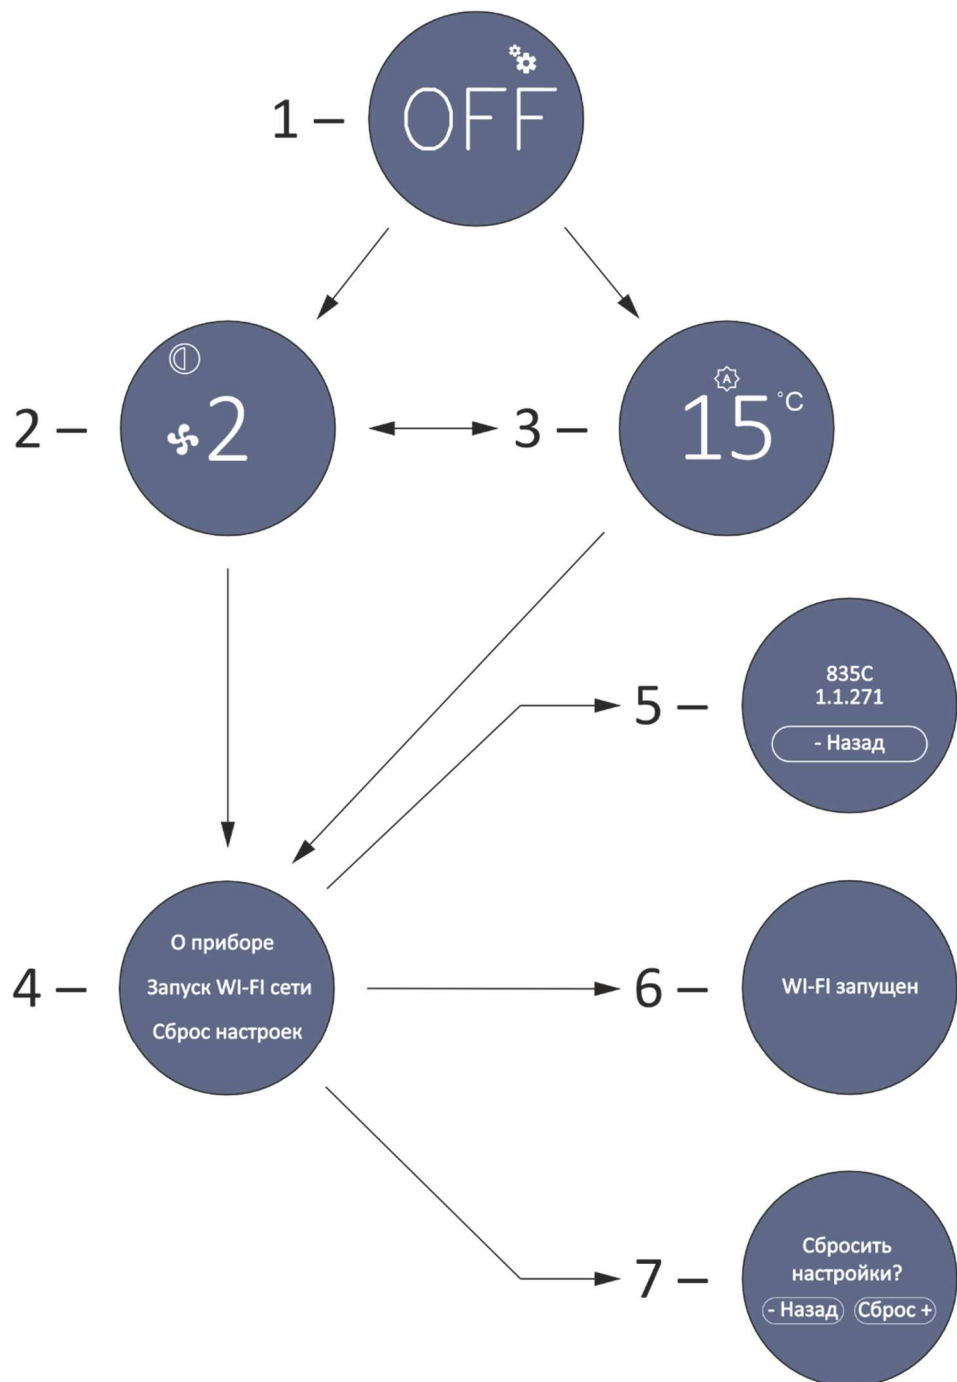 1 –
OFF
2 –
2
3 –
A
15 °C
5 –
835C
1.1.271
- Назад
4 –
О приборе
Запуск WI-FI сети
Сброс настроек
6 –
WI-FI запущен
7 –
Сбросить
настройки?
- Назад Сброс +